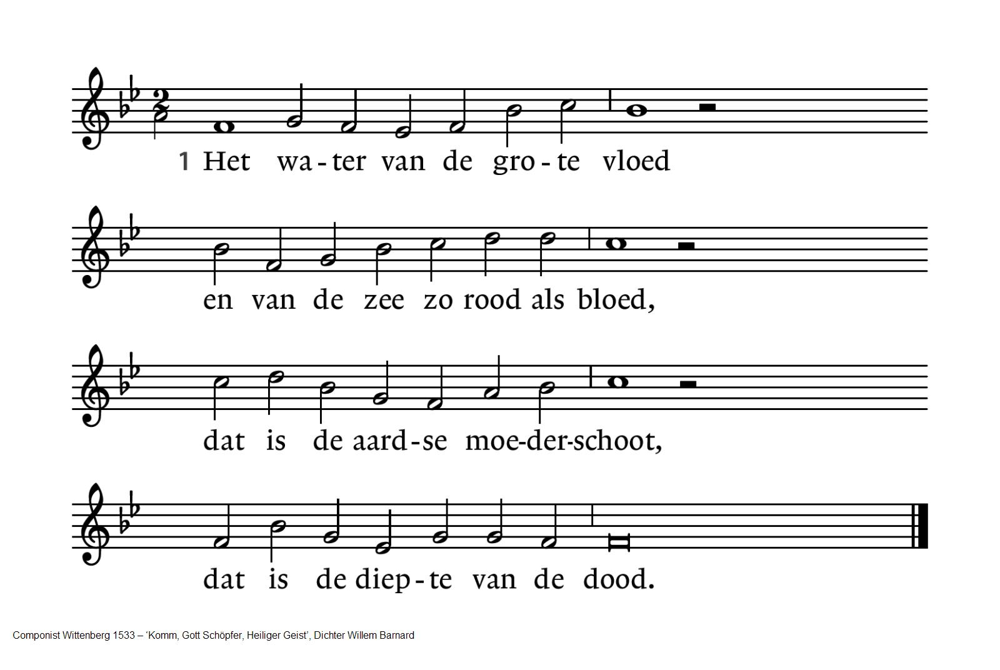 2
1 Het wa-ter van de gro-te vloed
en van de zee zo rood als bloed,
dat is de aard-se moe-der-schoot,
dat is de diep-te van de dood.
Componist Wittenberg 1533 – ‘Komm, Gott Schöpfer, Heiliger Geist’, Dichter Willem Barnard